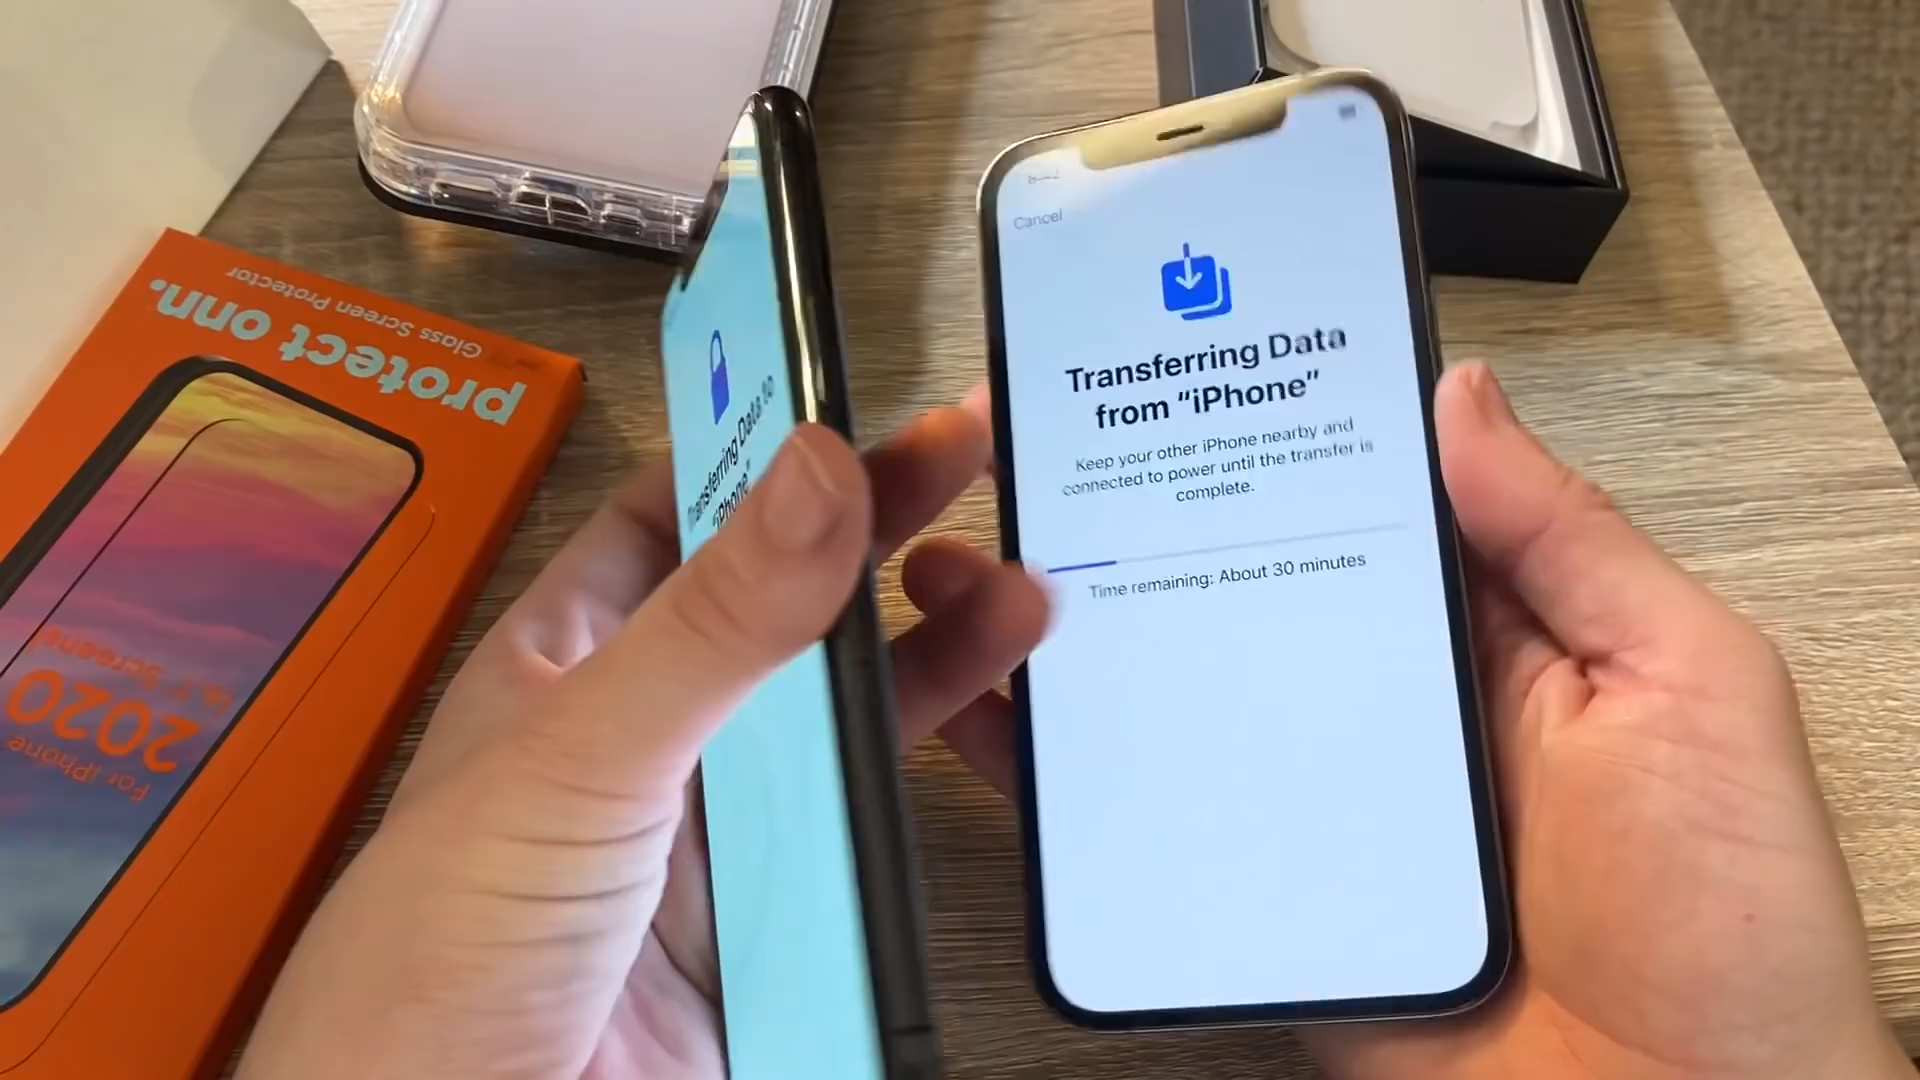 protect onn.
Glass Screen Protector
For iPhone
2020
Transferring Data to
"iPhone"
Cancel
Transferring Data
from "iPhone"
Keep your other iPhone nearby and
connected to power until the transfer is
complete.
Time remaining: About 30 minutes